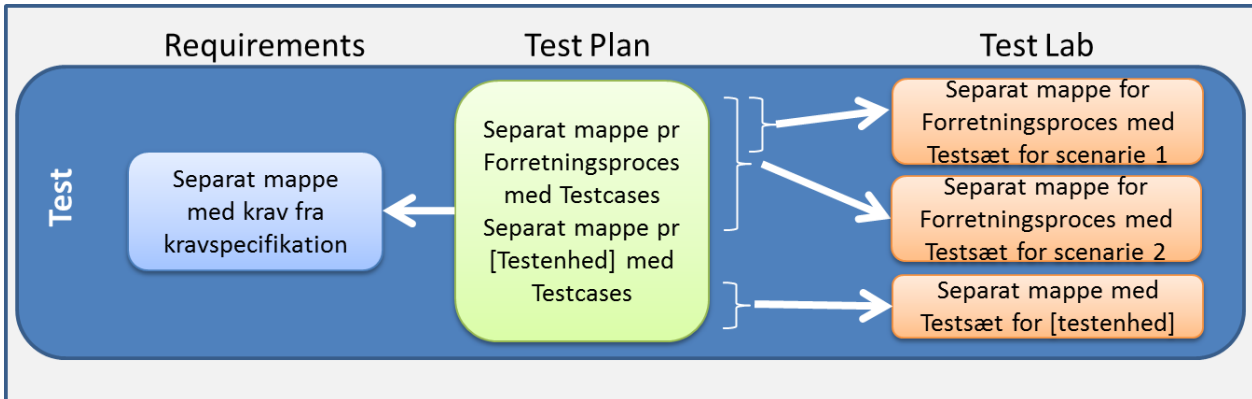 Requirements
Test Plan
Test Lab
Test
Separat mappe
med krav fra
kravspecifikation
Separat mappe pr
Forretningsproces
med Testcases
Separat mappe pr
[Testenhed] med
Testcases
Separat mappe for
Forretningsproces med
Testsæt for scenarie 1
Separat mappe for
Forretningsproces med
Testsæt for scenarie 2
Separat mappe med
Testsæt for [testenhed]